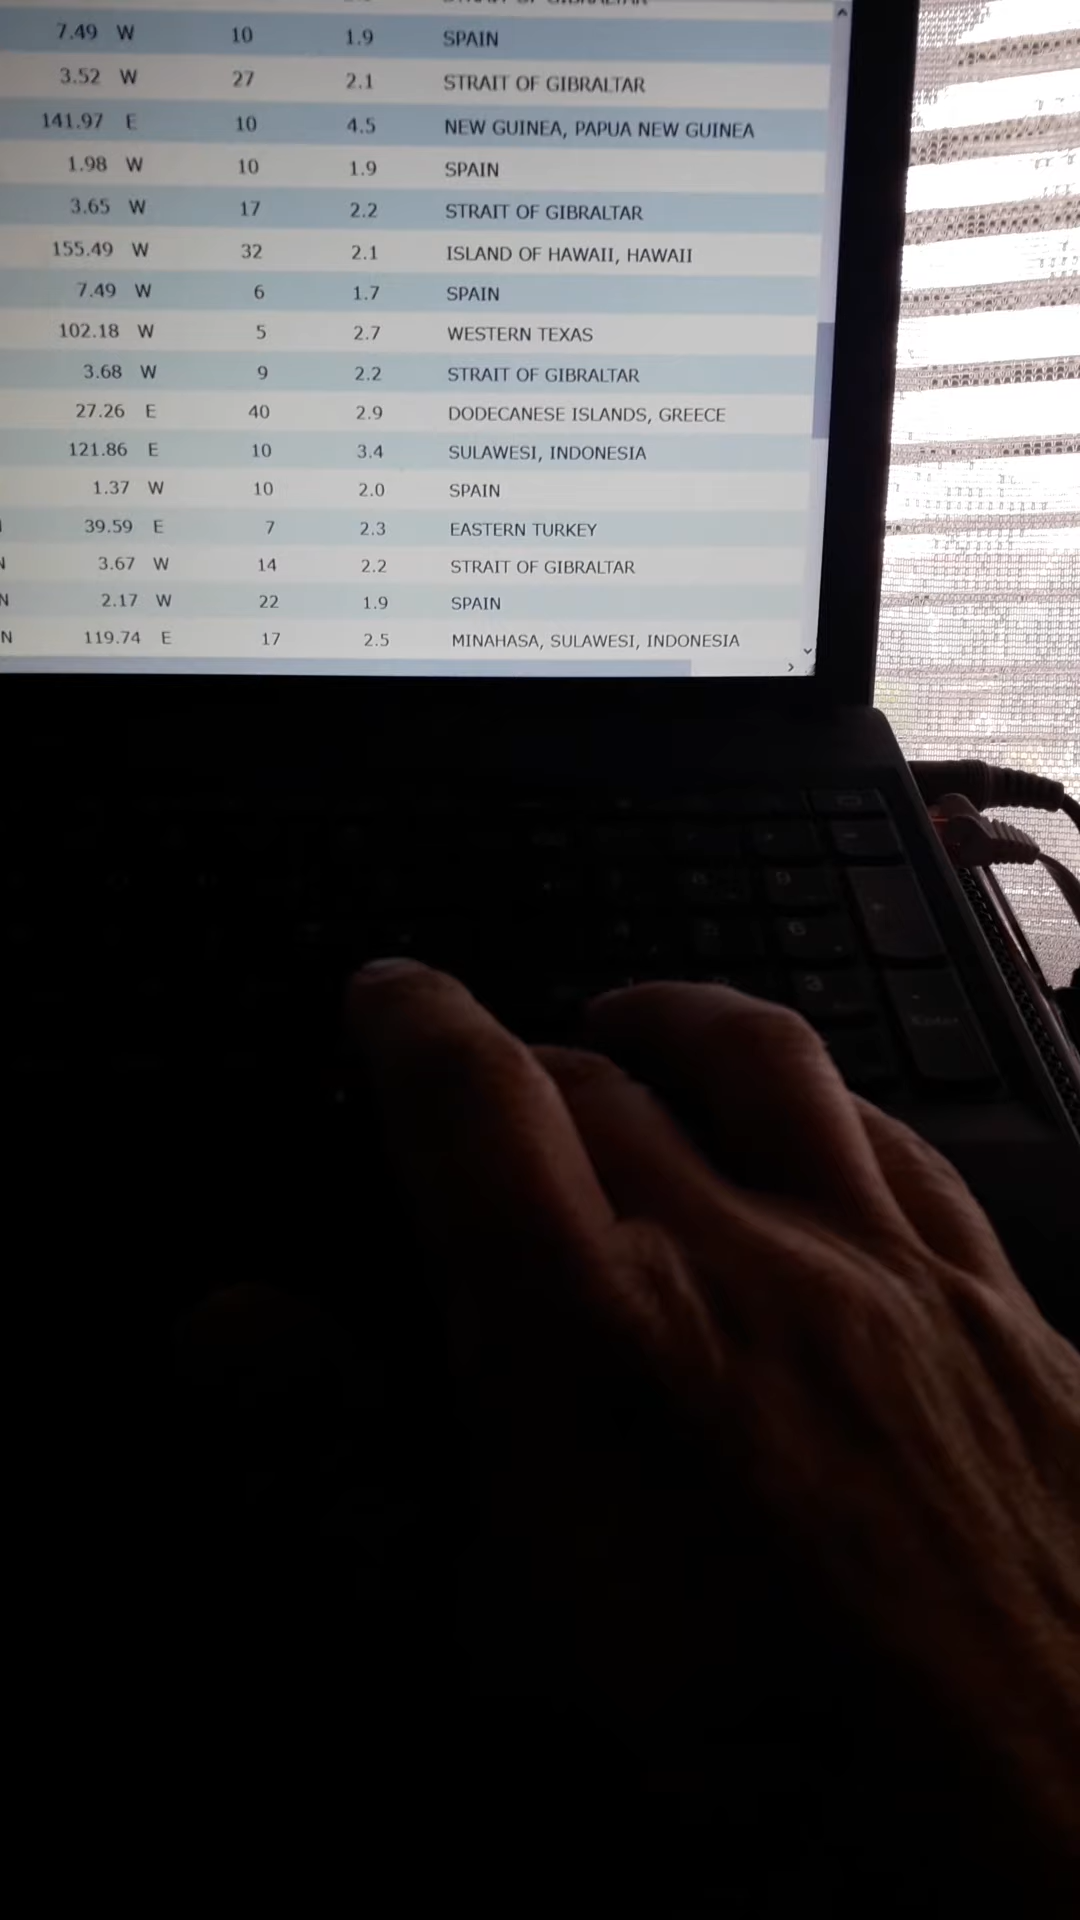 7.49 W 10 1.9 SPAIN
3.52 W 27 2.1 STRAIT OF GIBRALTAR
141.97 E 10 4.5 NEW GUINEA, PAPUA NEW GUINEA
1.98 W 10 1.9 SPAIN
3.65 W 17 2.2 STRAIT OF GIBRALTAR
155.49 W 32 2.1 ISLAND OF HAWAII, HAWAII
7.49 W 6 1.7 SPAIN
102.18 W 5 2.7 WESTERN TEXAS
3.68 W 9 2.2 STRAIT OF GIBRALTAR
27.26 E 40 2.9 DODECANESE ISLANDS, GREECE
121.86 E 10 3.4 SULAWESI, INDONESIA
1.37 W 10 2.0 SPAIN
39.59 E 7 2.3 EASTERN TURKEY
N 3.67 W 14 2.2 STRAIT OF GIBRALTAR
N 2.17 W 22 1.9 SPAIN
N 119.74 E 17 2.5 MINAHASA, SULAWESI, INDONESIA
8 9
5 6
3
Enter